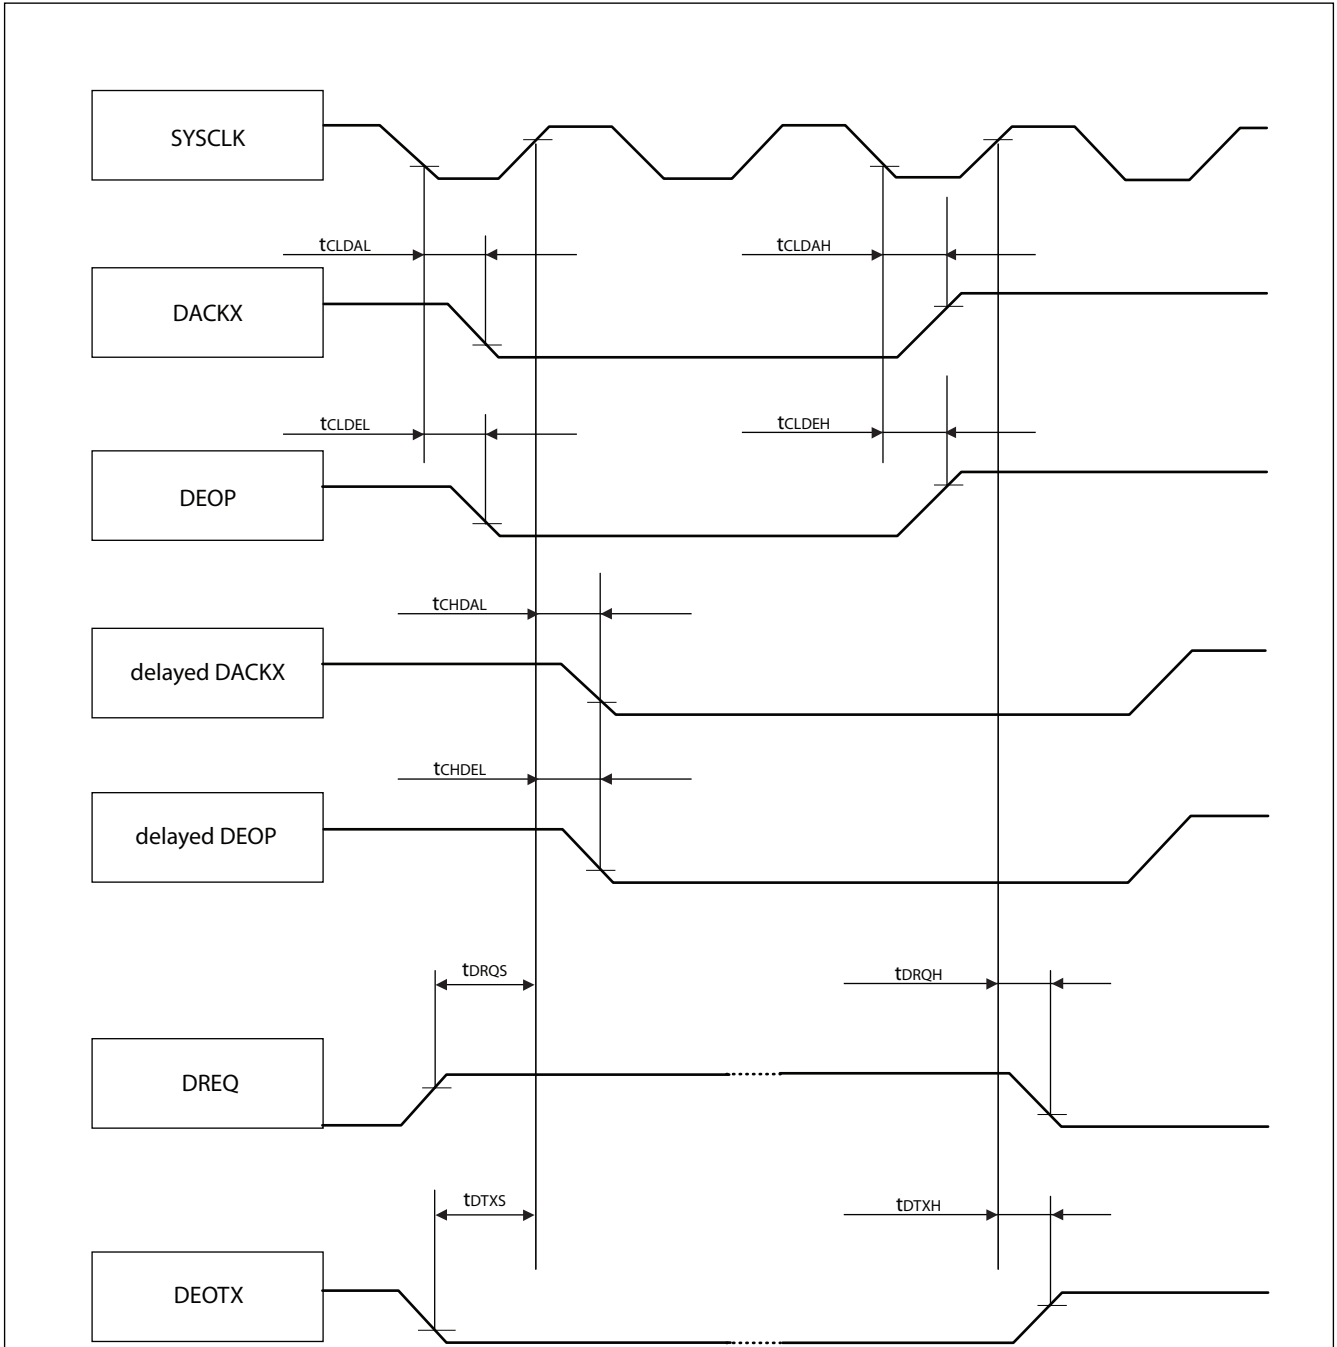 SYSCLK
tCLDAL
tCLDAH
DACKX
tCLDEL
tCLDEH
DEOP
tCHDAL
delayed DACKX
tCHDEL
delayed DEOP
tDRQS
tDRQH
DREQ
tDTXS
tDTXH
DEOTX